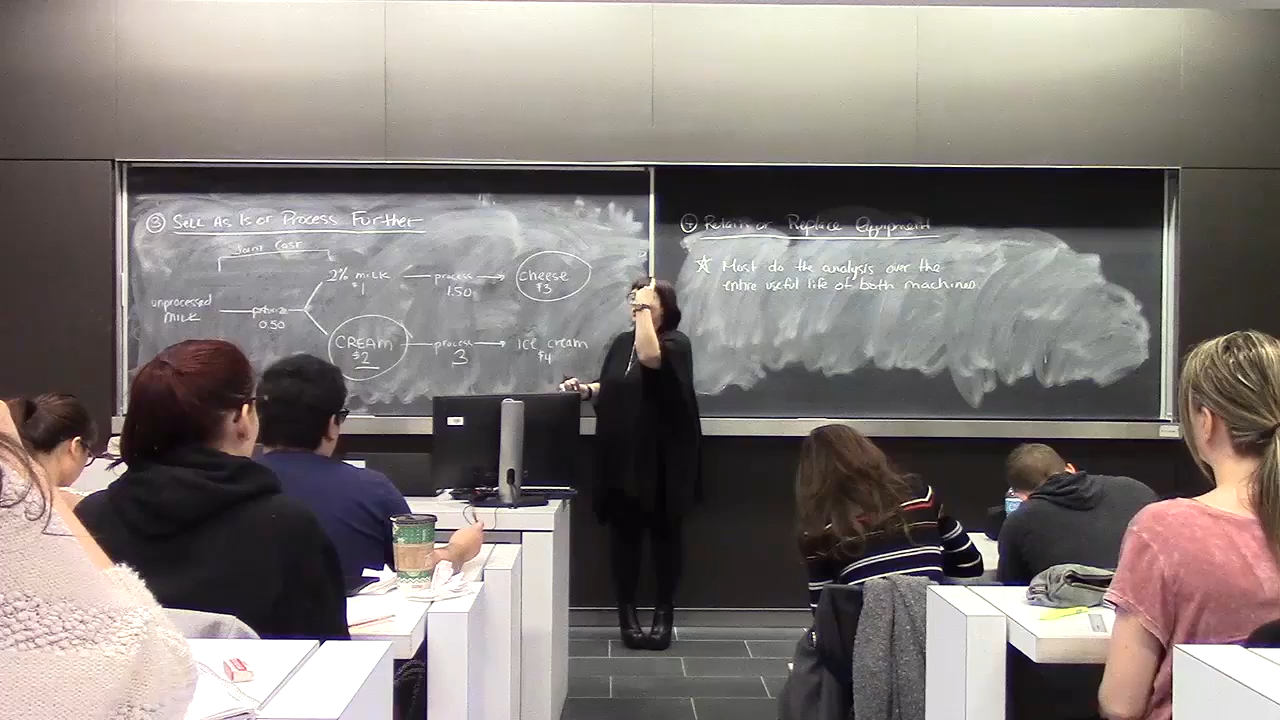 ③ Sell As Is or Process Further
Joint Cost
2% milk
$1
process
1.50
cheese
$3
unprocessed
milk
0.50
CREAM
$2
process
3
ice cream
$4
④ Retain or Replace Equipment
☆ Must do the analysis over the
entire useful life of both machines.